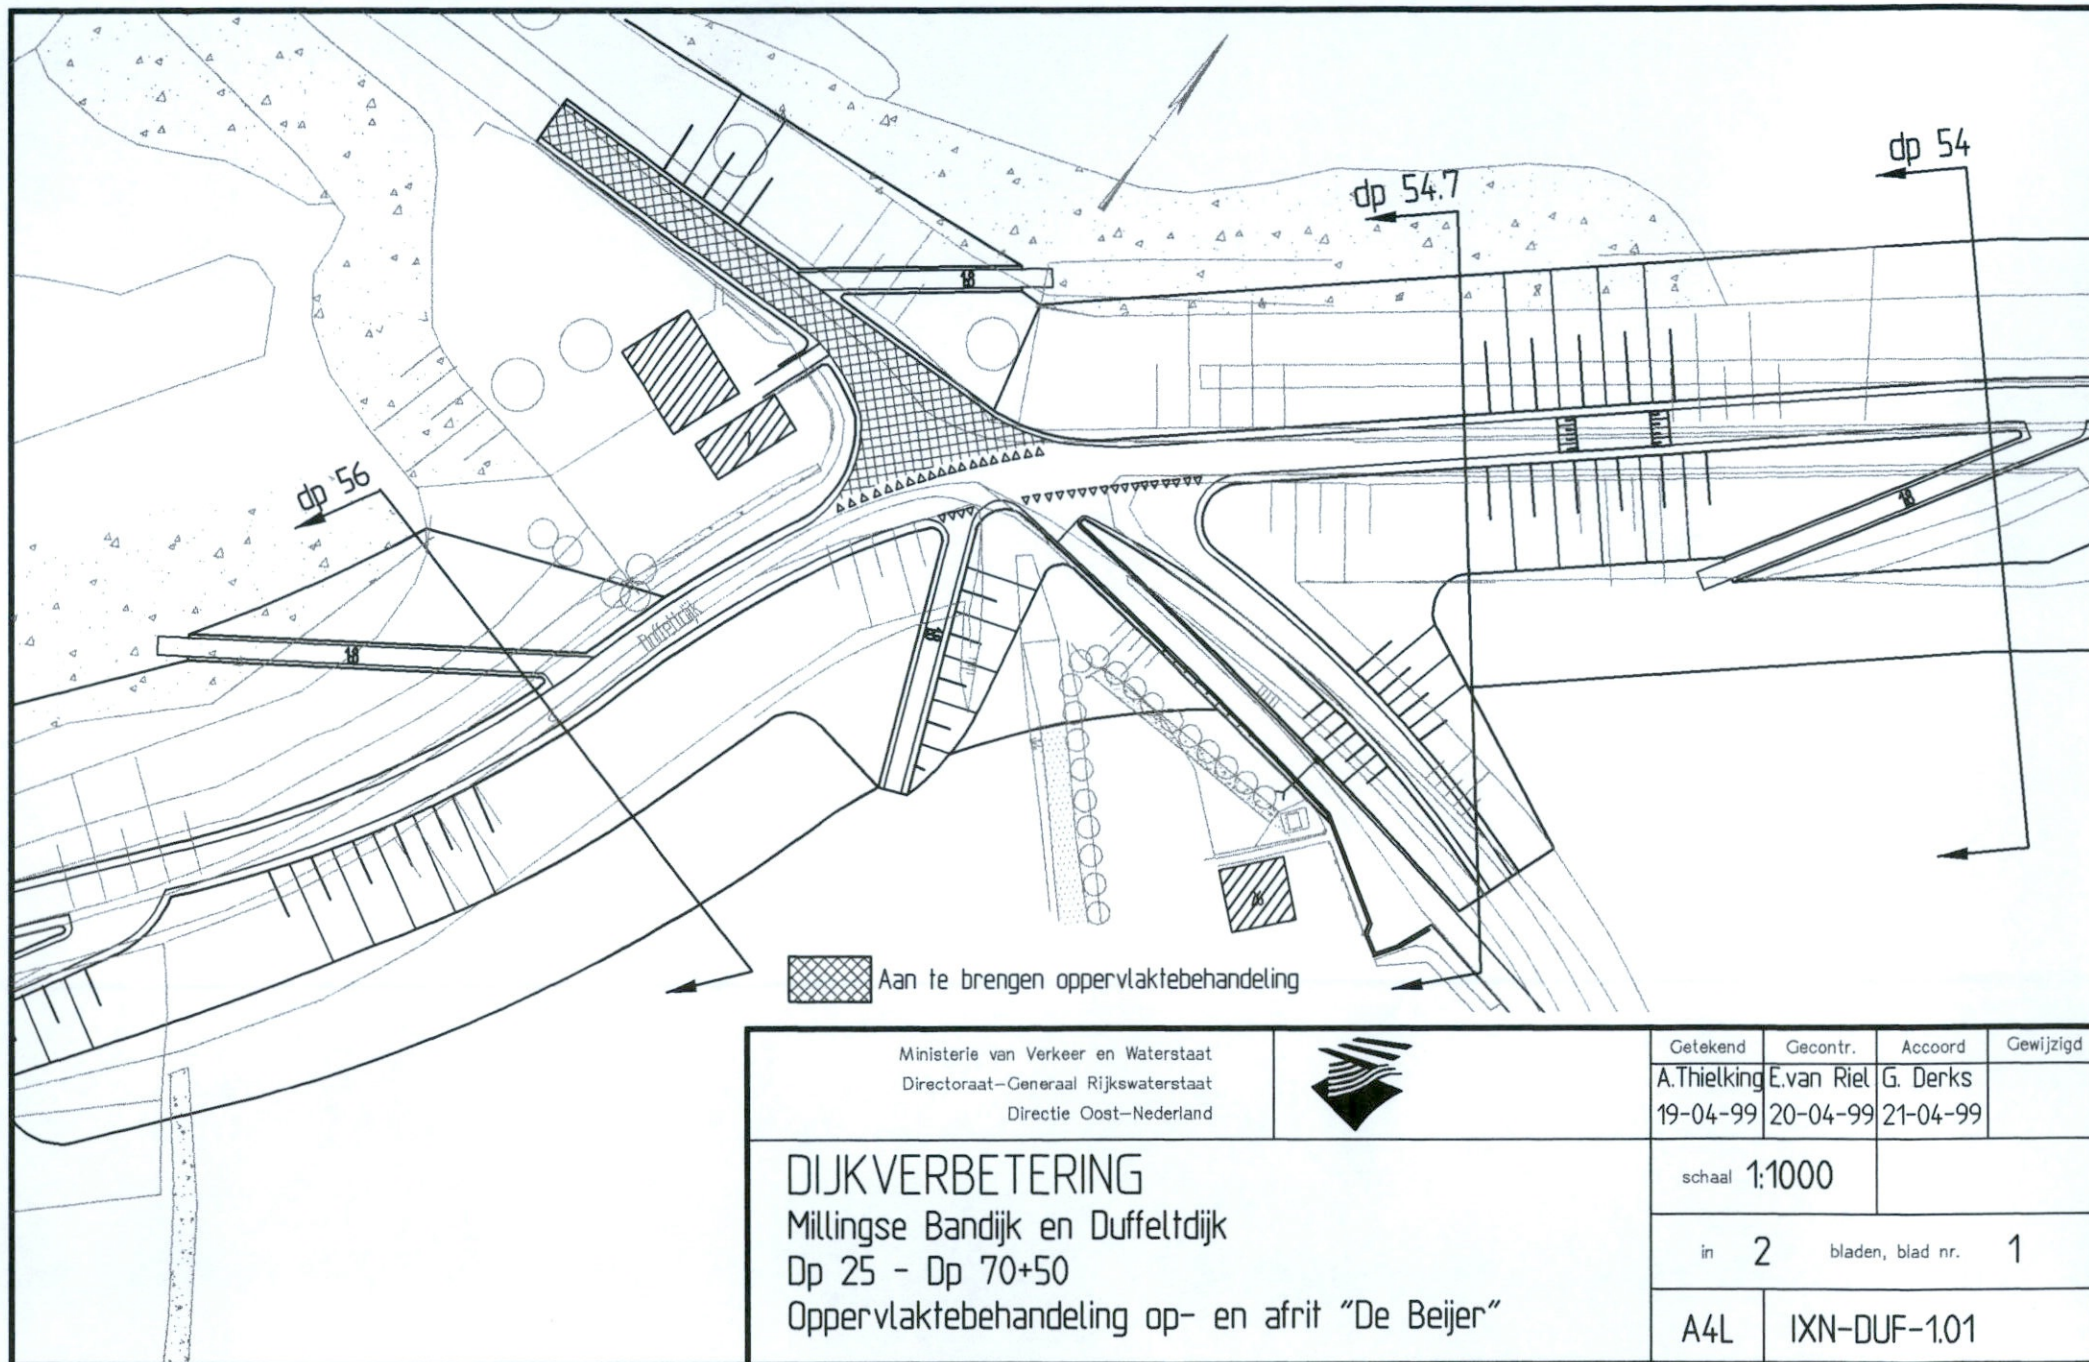 dp 54
dp 54.7
18
dp 56
18
Duffeltdijk
18
18
26
Aan te brengen oppervlaktebehandeling
Ministerie van Verkeer en Waterstaat
Directoraat-Generaal Rijkswaterstaat
Directie Oost-Nederland
Getekend Gecontr. Accoord Gewijzigd
A.Thielking E.van Riel G. Derks
19-04-99 20-04-99 21-04-99
schaal 1:1000
in 2 bladen, blad nr. 1
A4L IXN-DUF-1.01
DIJKVERBETERING
Millingse Bandijk en Duffeltdijk
Dp 25 - Dp 70+50
Oppervlaktebehandeling op- en afrit "De Beijer"